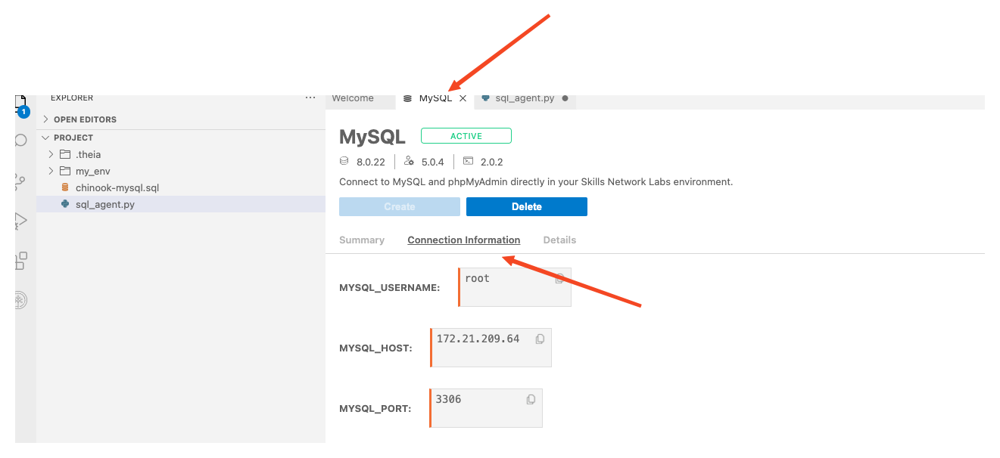 EXPLORER
...
OPEN EDITORS
PROJECT
.theia
my_env
chinook-mysql.sql
sql_agent.py
1
Welcome
MySQL
sql_agent.py
MySQL
ACTIVE
8.0.22
5.0.4
2.0.2
Connect to MySQL and phpMyAdmin directly in your Skills Network Labs environment.
Create
Delete
Summary
Connection Information
Details
MYSQL_USERNAME:
root
MYSQL_HOST:
172.21.209.64
MYSQL_PORT:
3306